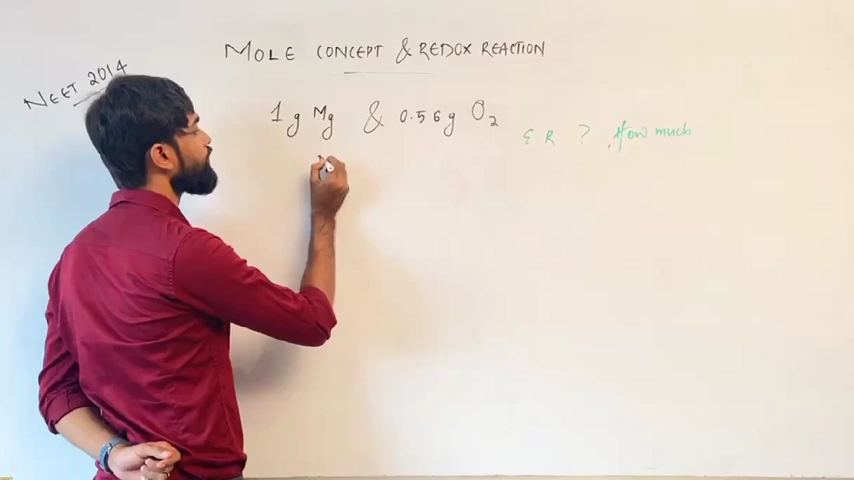 MOLE CONCEPT & REDOX REACTION
NEET 2014
1 g Mg & 0.56 g O2
ER ? How much